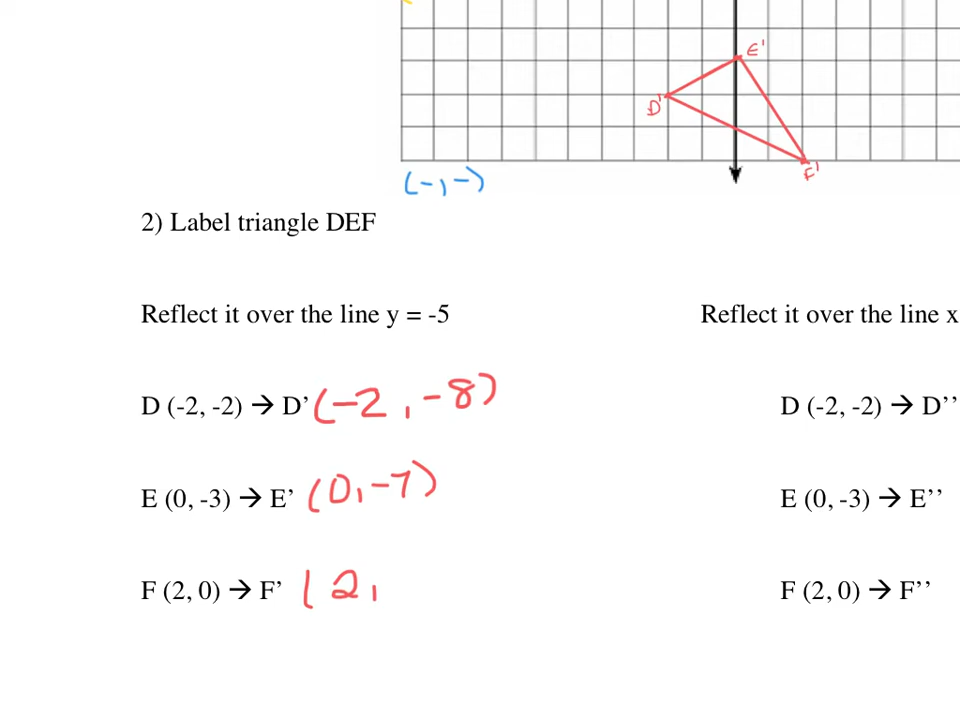 E'
D'
F'
(-,-)
2) Label triangle DEF
Reflect it over the line y = -5
Reflect it over the line x
D (-2, -2) → D’ (-2, -8)
D (-2, -2) → D’’
E (0, -3) → E’ (0, -7)
E (0, -3) → E’’
F (2, 0) → F’ (2,
F (2, 0) → F’’